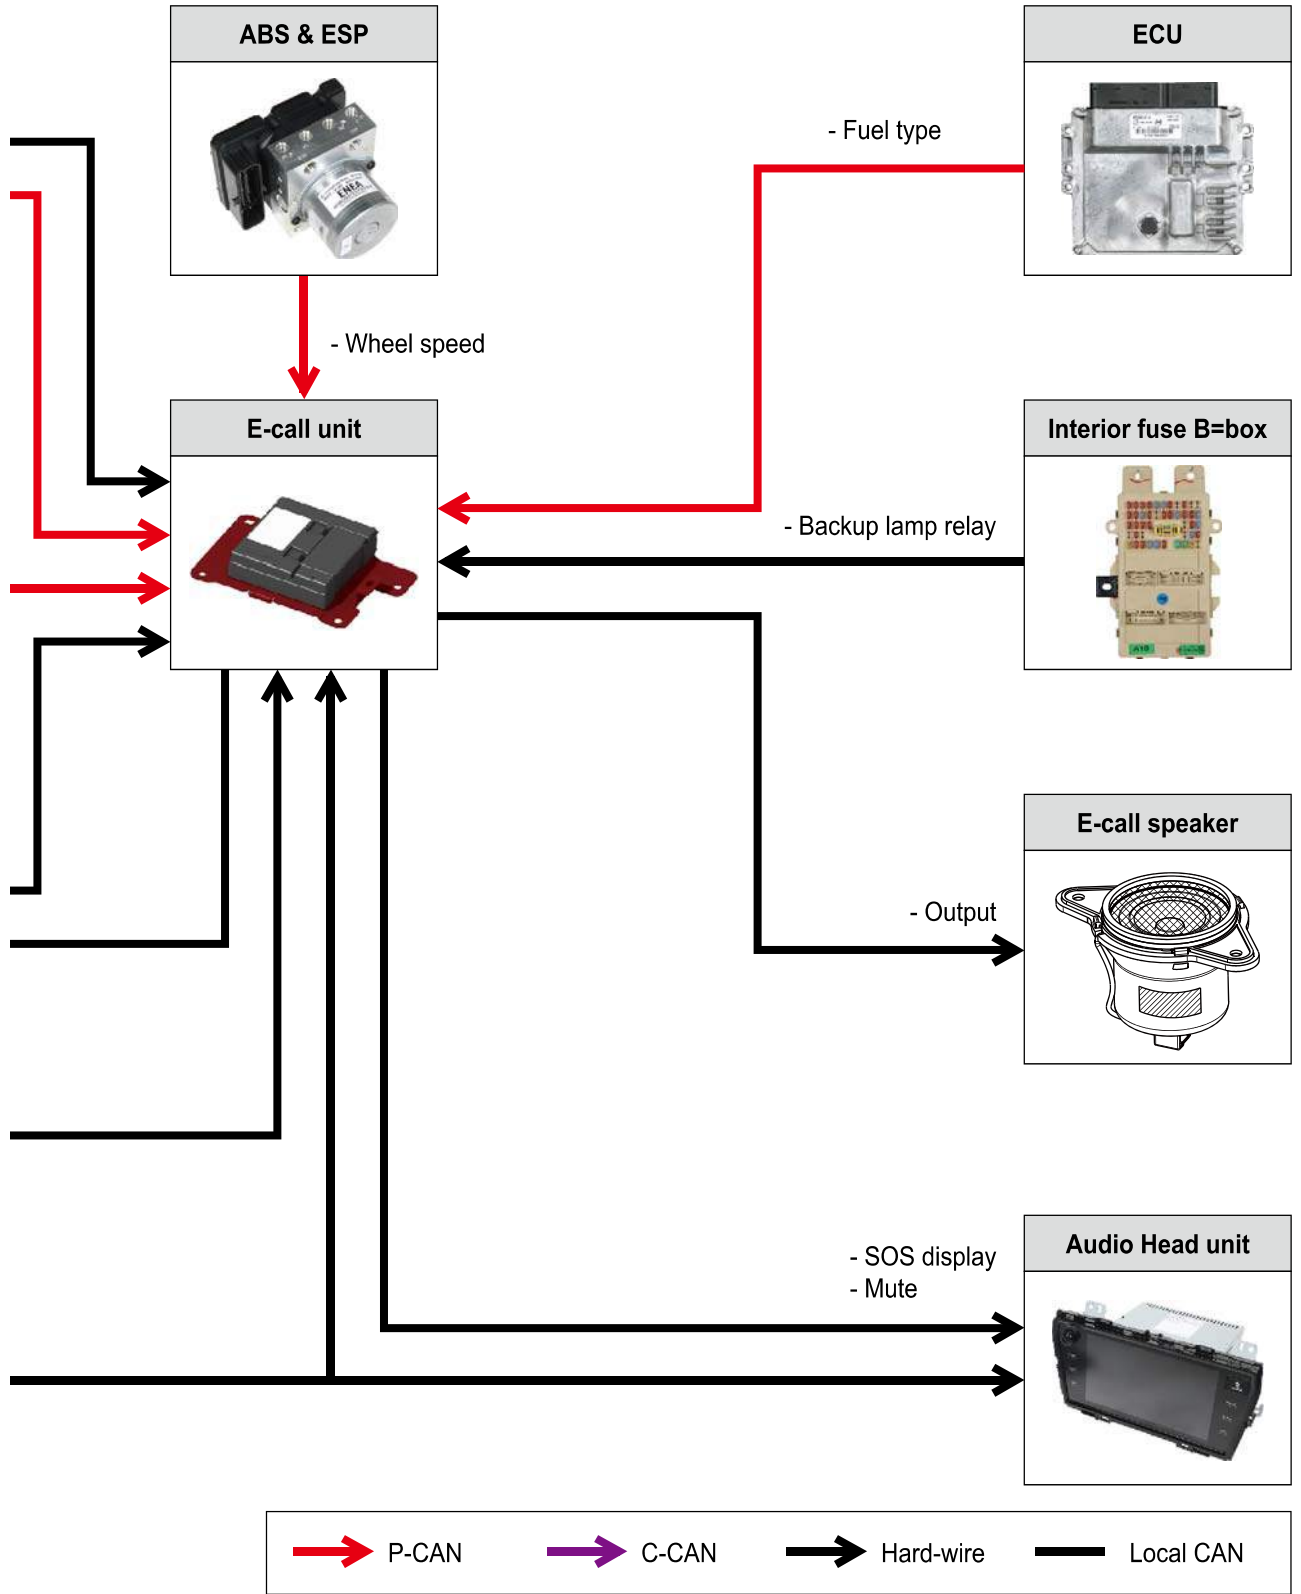 ABS & ESP
ECU
- Fuel type
ENEA
- Wheel speed
E-call unit
Interior fuse B=box
- Backup lamp relay
E-call speaker
- Output
Audio Head unit
- SOS display
- Mute
P-CAN
C-CAN
Hard-wire
Local CAN